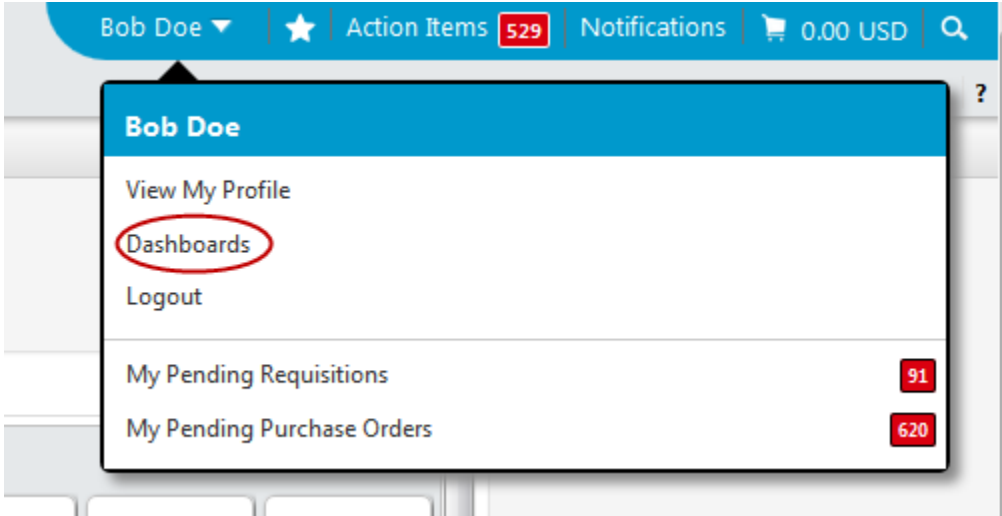 Bob Doe Action Items 529 Notifications 0.00 USD
?
Bob Doe
View My Profile
Dashboards
Logout
My Pending Requisitions 91
My Pending Purchase Orders 620